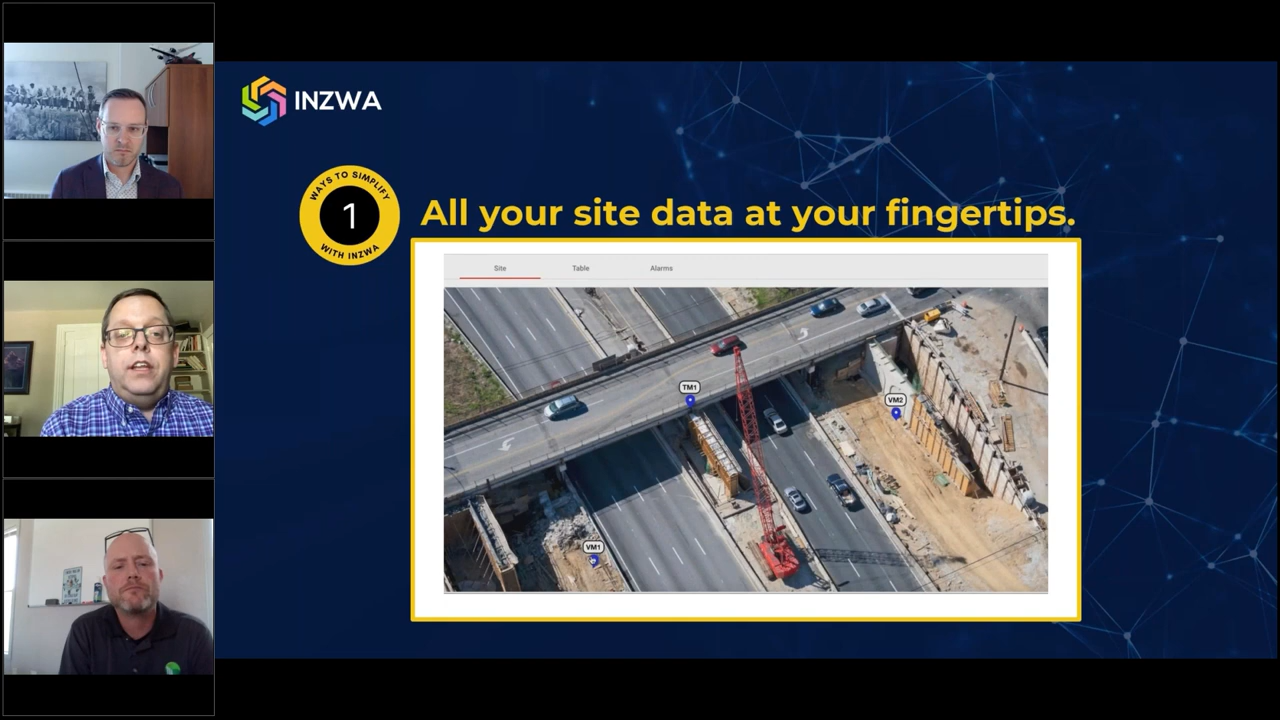 INZWA
WAYS TO SIMPLIFY
1
WITH INZWA
All your site data at your fingertips.
Site Table Alarms
TM1
VM2
VM1